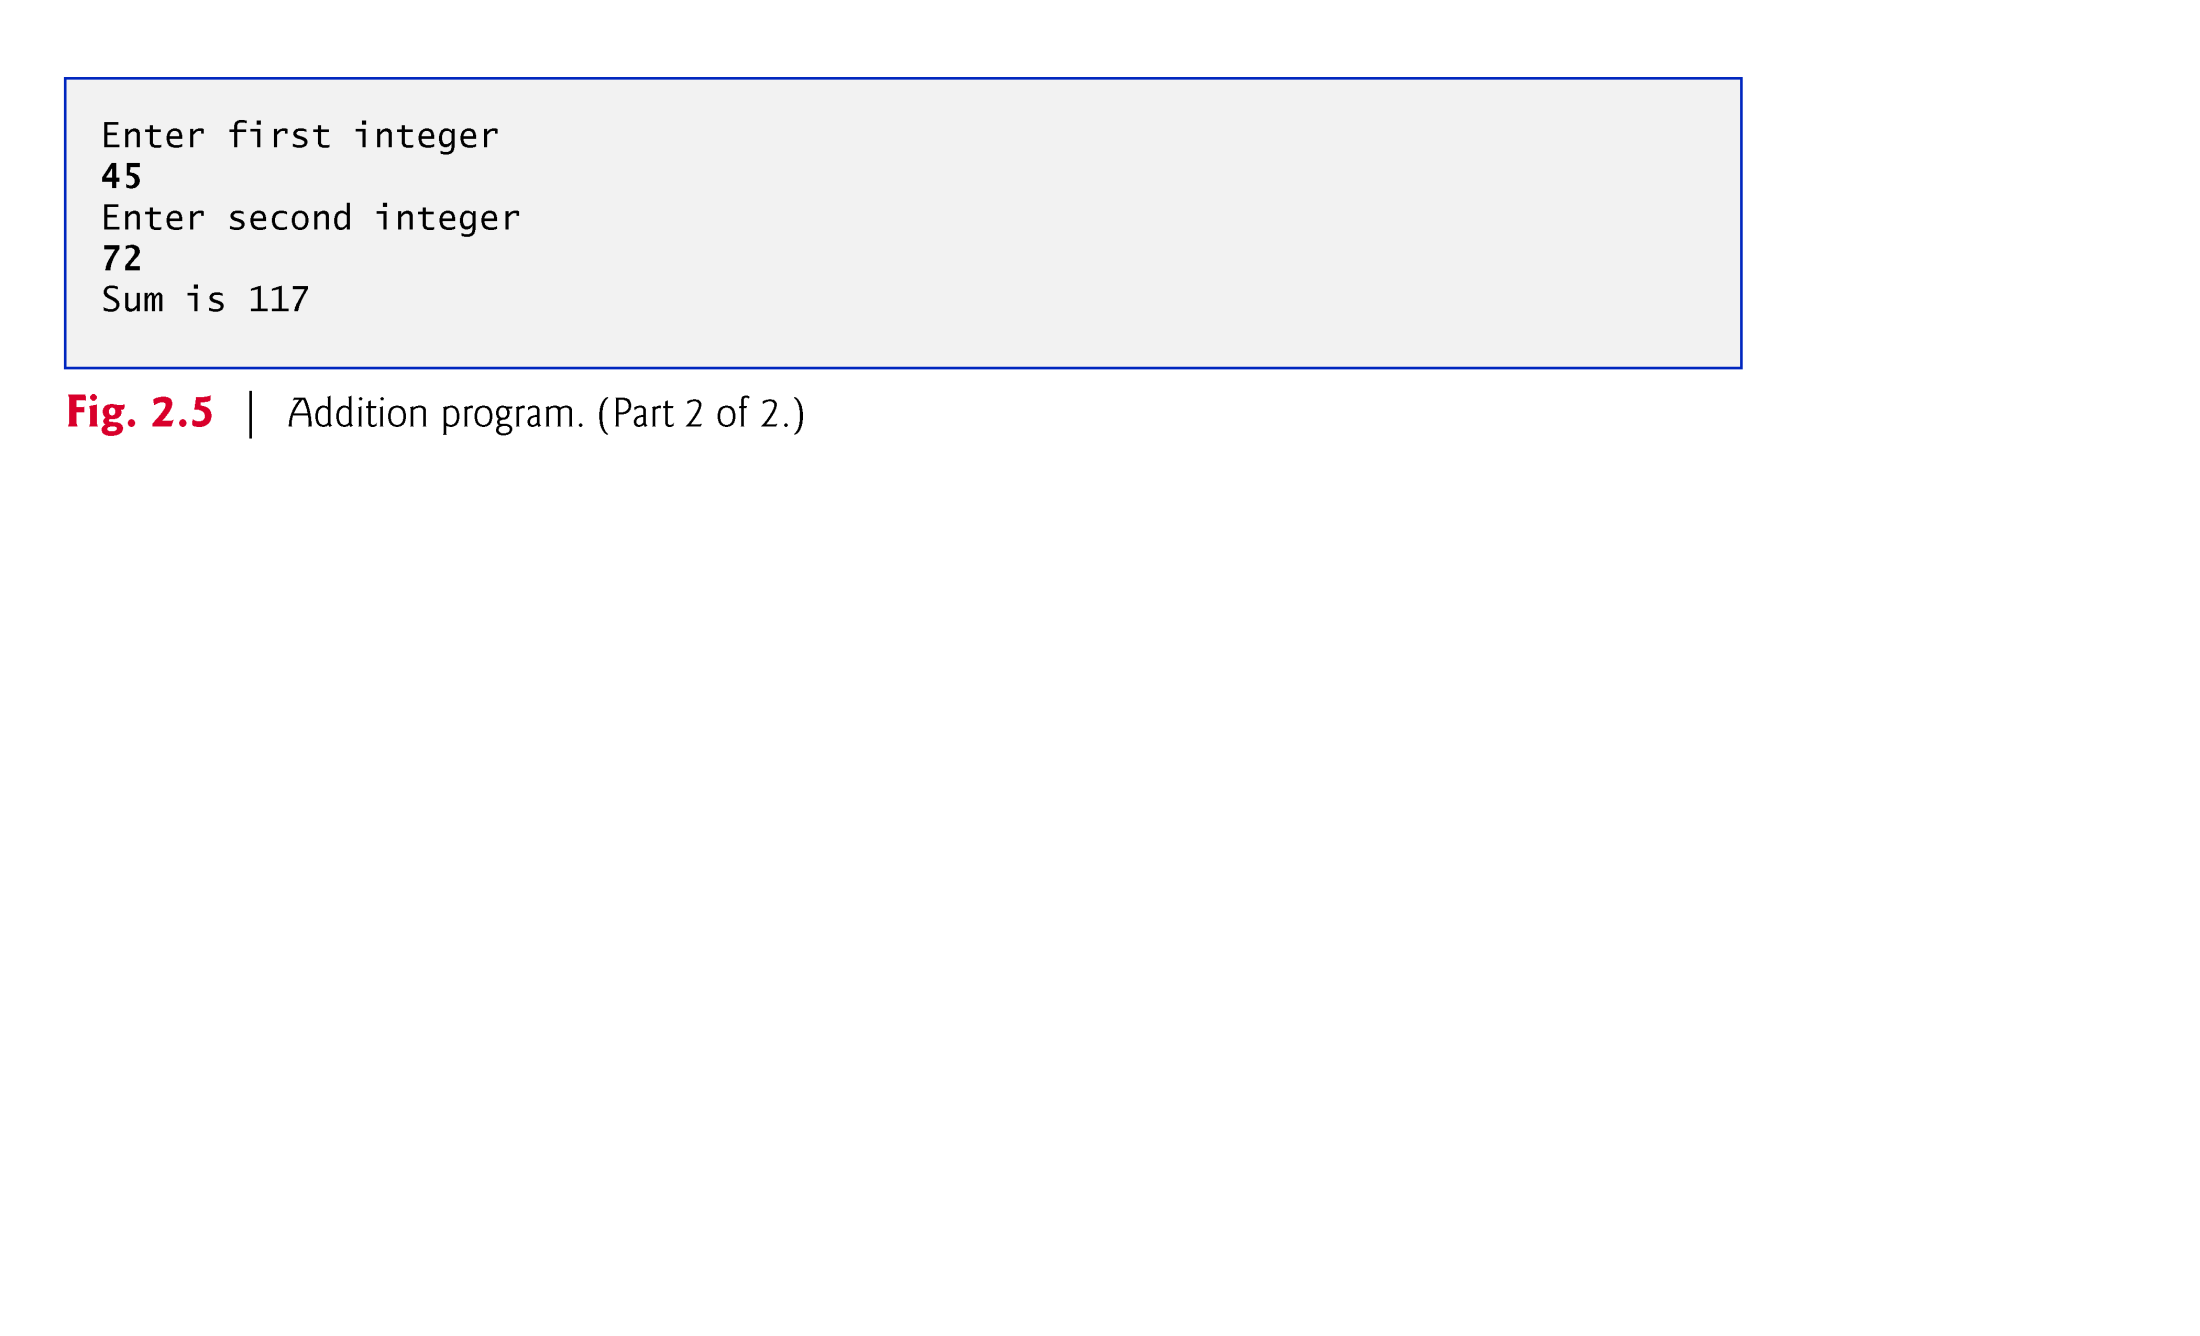 Enter first integer
45
Enter second integer
72
Sum is 117
Fig. 2.5 | Addition program. (Part 2 of 2.)